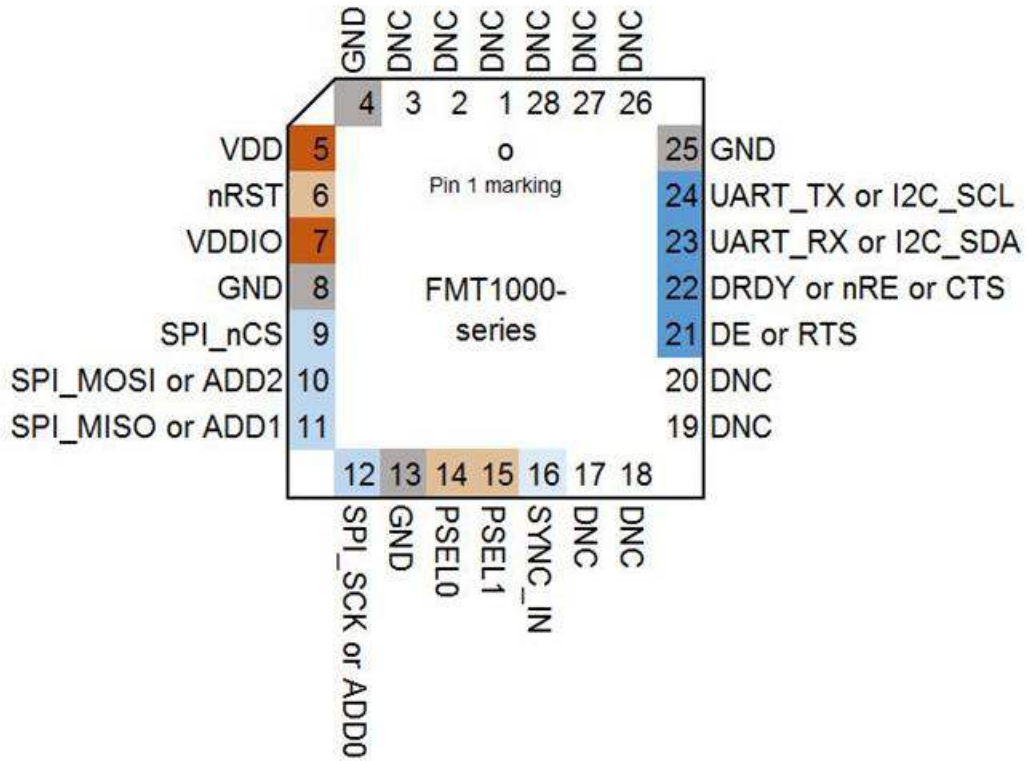 GND DNC DNC DNC DNC DNC DNC
4 3 2 1 28 27 26
VDD 5 o 25 GND
nRST 6 Pin 1 marking 24 UART_TX or I2C_SCL
VDDIO 7 23 UART_RX or I2C_SDA
GND 8 FMT1000- 22 DRDY or nRE or CTS
SPI_nCS 9 series 21 DE or RTS
SPI_MOSI or ADD2 10 20 DNC
SPI_MISO or ADD1 11 19 DNC
12 13 14 15 16 17 18
SPI_SCK or ADD0 GND PSEL0 PSEL1 SYNC_IN DNC DNC